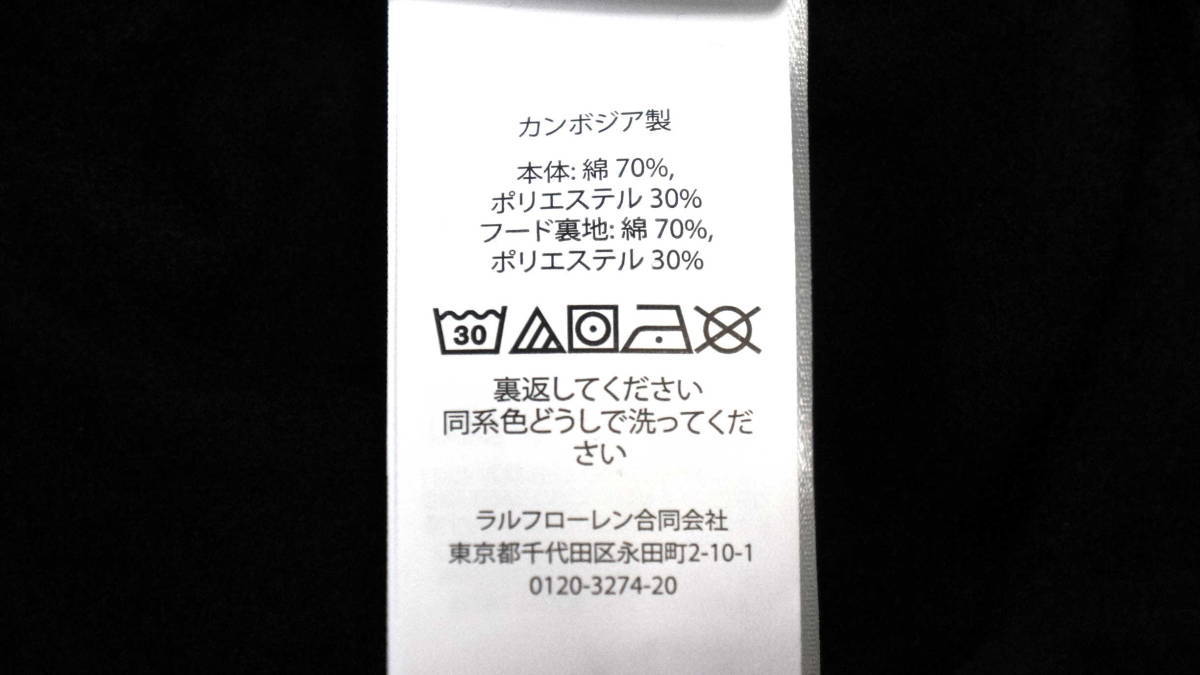 カンボジア製
本体: 綿 70%,
ポリエステル 30%
フード裏地: 綿 70%,
ポリエステル 30%
30
裏返してください
同系色どうしで洗ってくだ
さい
ラルフローレン合同会社
東京都千代田区永田町2-10-1
0120-3274-20